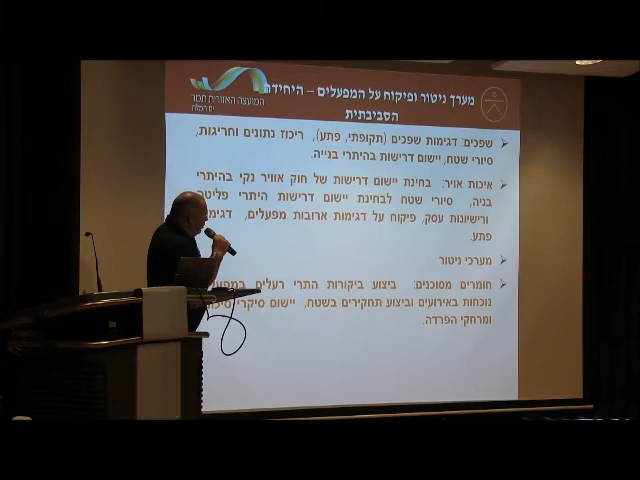 מערך ניטור ופיקוח על המפעלים – היחידה
הסביבתית
המועצה האזורית תמר
ים המלח
שפכים: דגימות שפכים (תקופתי, פתע), ריכוז נתונים וחריגות,
סיורי שטח, יישום דרישות בהיתרי בנייה.
איכות אויר: בחינת יישום דרישות של חוק אוויר נקי בהיתרי
בניה, סיורי שטח לבחינת יישום דרישות היתרי פליטה
ורישיונות עסק, פיקוח על דגימות ארובות מפעלים,
פתע.
מערכי ניטור
חומרים מסוכנים: ביצוע ביקורות התרי רעלים
נוכחות באירועים וביצוע תחקירים בשטח, יישום סיקרי
ומרחקי הפרדה.